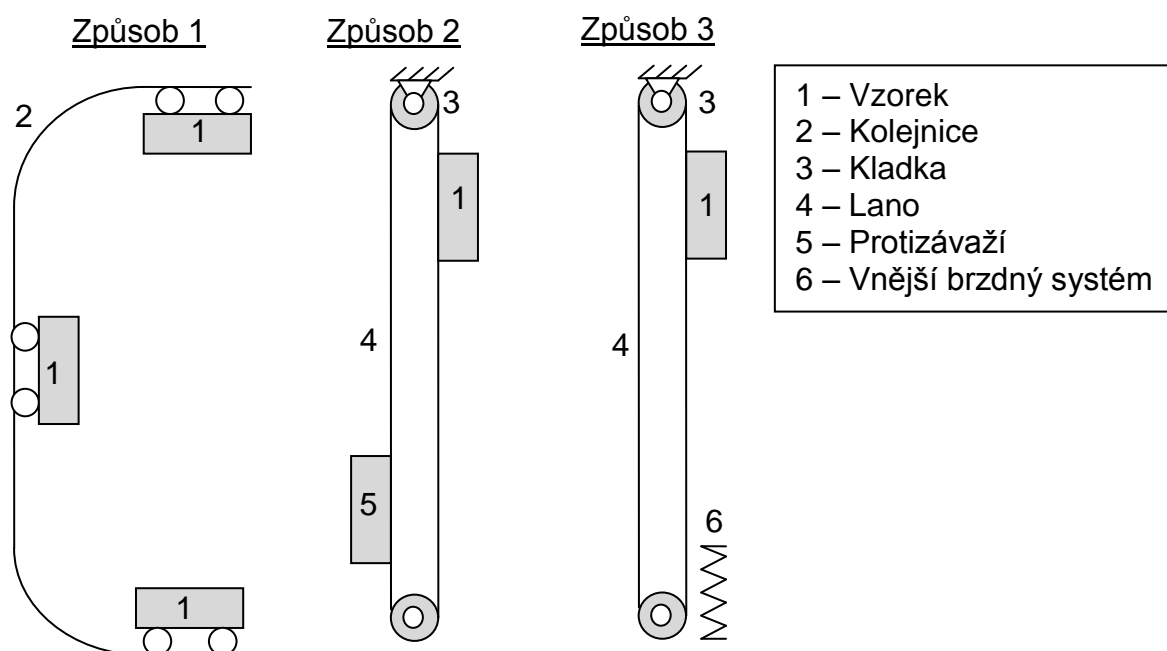 Způsob 1
Způsob 2
Způsob 3
1 – Vzorek
2 – Kolejnice
3 – Kladka
4 – Lano
5 – Protizávaží
6 – Vnější brzdný systém
2
1
1
1
3
1
4
5
3
1
4
6